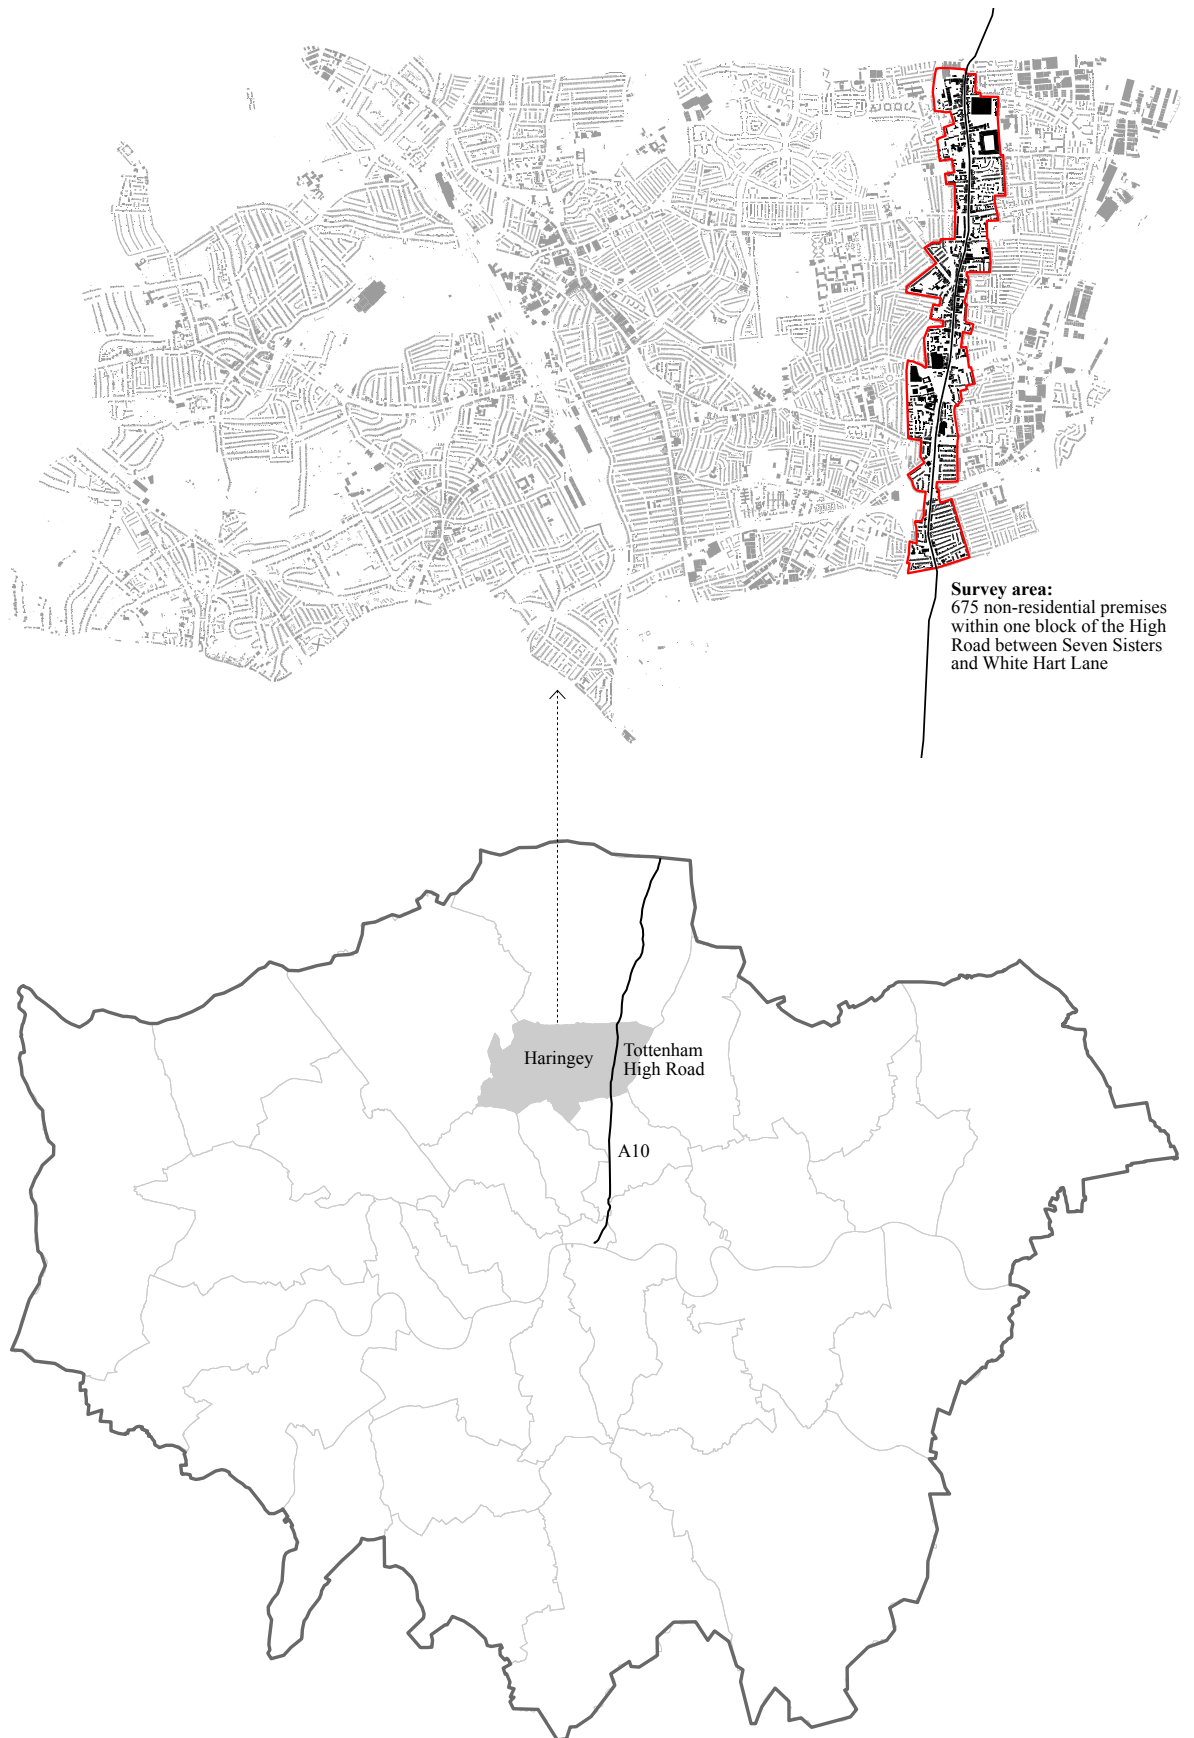 Survey area:
675 non-residential premises
within one block of the High
Road between Seven Sisters
and White Hart Lane
Haringey
Tottenham
High Road
A10